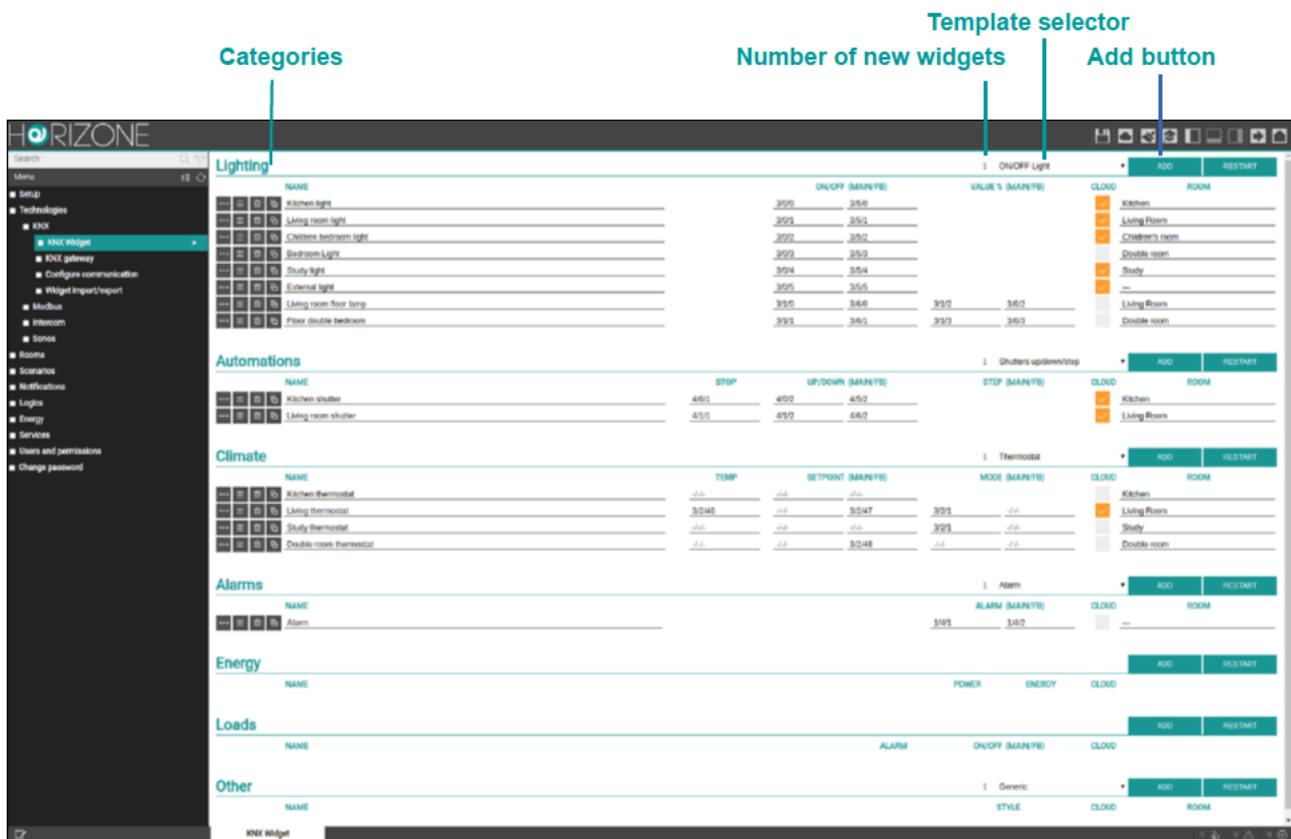 Template selector
Categories
Number of new widgets
Add button
HORIZONE
Search
Menu
Setup
Technologies
KNX
KNX Widget
KNX gateway
Configure communication
Widget import/export
Modbus
Intercom
Sonos
Rooms
Scenarios
Notifications
Logics
Energy
Services
Users and permissions
Change password
Lighting 1 ON/OFF Light ADD RESTART
NAME ON/OFF (MAIN/FB) VALUE % (MAIN/FB) CLOUD ROOM
Kitchen light 3/0/0 3/5/0 Kitchen
Living room light 3/0/1 3/5/1 Living Room
Children bedroom light 3/0/2 3/5/2 Children's room
Bedroom Light 3/0/3 3/5/3 Double room
Study light 3/0/4 3/5/4 Study
External light 3/0/5 3/5/5 ---
Living room floor lamp 3/1/0 3/6/0 3/1/2 3/6/2 Living Room
Floor double bedroom 3/1/1 3/6/1 3/1/3 3/6/3 Double room
Automations 1 Shutters up/down/stop ADD RESTART
NAME STOP UP/DOWN (MAIN/FB) STEP (MAIN/FB) CLOUD ROOM
Kitchen shutter 4/0/1 4/0/2 4/5/2 Kitchen
Living room shutter 4/1/1 4/1/2 4/6/2 Living Room
Climate 1 Thermostat ADD RESTART
NAME TEMP SETPOINT (MAIN/FB) MODE (MAIN/FB) CLOUD ROOM
Kitchen thermostat -/-/- -/-/- -/-/- Kitchen
Living thermostat 3/2/46 -/-/- 3/2/47 3/2/1 -/-/- Living Room
Study thermostat -/-/- -/-/- -/-/- 3/2/1 -/-/- Study
Double room thermostat -/-/- -/-/- 3/2/48 -/-/- -/-/- Double room
Alarms 1 Alarm ADD RESTART
NAME ALARM (MAIN/FB) CLOUD ROOM
Alarm 1/4/2 ---
Energy ADD RESTART
NAME POWER ENERGY CLOUD
Loads ADD RESTART
NAME ALARM ON/OFF (MAIN/FB) CLOUD
Other 1 Generic ADD RESTART
NAME STYLE CLOUD ROOM
KNX Widget